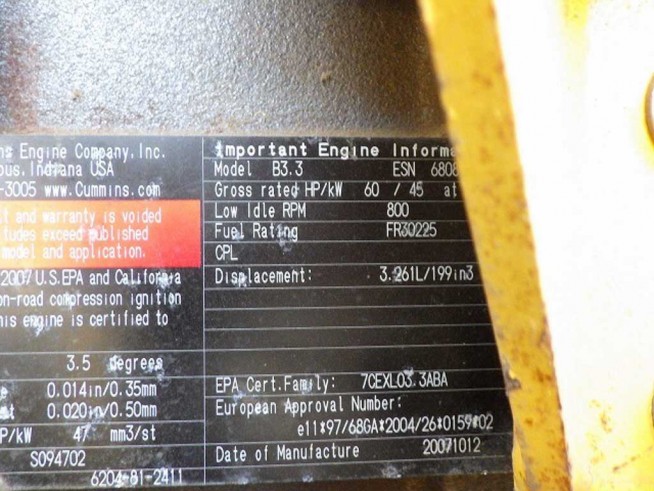 ns Engine Company, Inc.
bus, Indiana USA
-3005 www.Cummins.com
lt and warranty is voided
tudes exceed published
model and application.
2007 U.S.EPA and California
on-road compression ignition
his engine is certified to
3.5 degrees
e 0.014in/0.35mm
st 0.020in/0.50mm
P/kW 47 mm3/st
S094702
6204-81-2411
Important Engine Informa
Model B3.3 ESN 6808
Gross rated HP/kW 60 / 45 at
Low Idle RPM 800
Fuel Rating FR30225
CPL
Displacement: 3.261L/199in3
EPA Cert.Family: 7CEXL03.3ABA
European Approval Number:
e11*97/68GA*2004/26*0159*02
Date of Manufacture 20071012